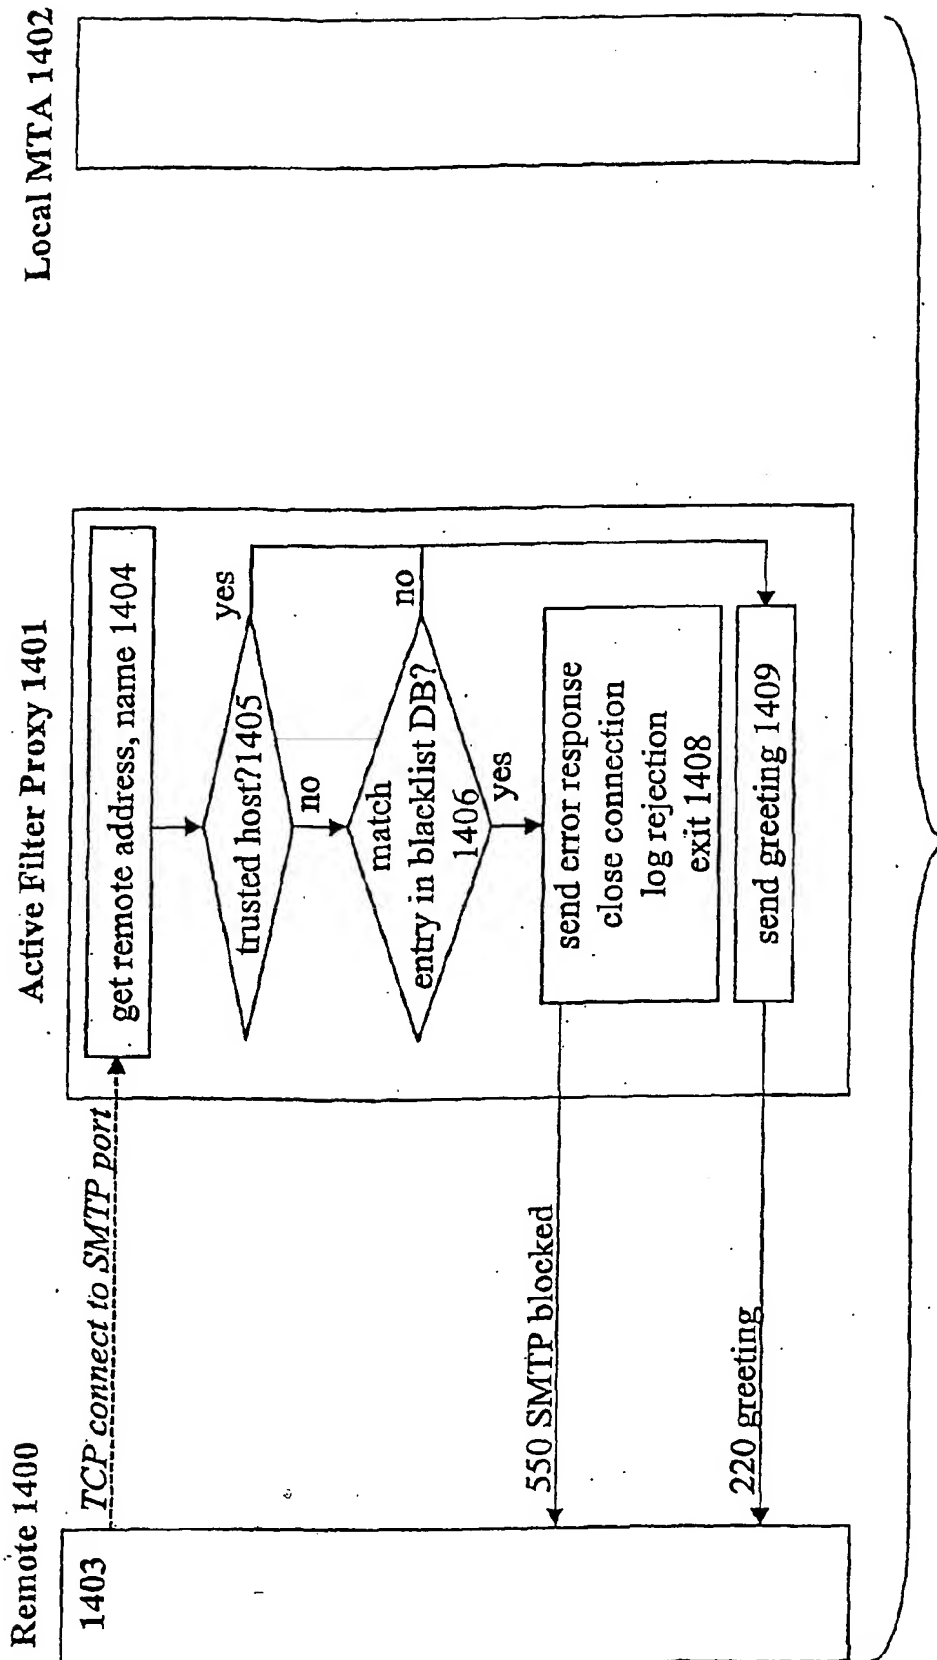 Remote 1400
Active Filter Proxy 1401
Local MTA 1402
1403
TCP connect to SMTP port
get remote address, name 1404
trusted host?1405
yes
no
match
entry in blacklist DB?
1406
no
yes
send error response
close connection
log rejection
exit 1408
550 SMTP blocked
send greeting 1409
220 greeting